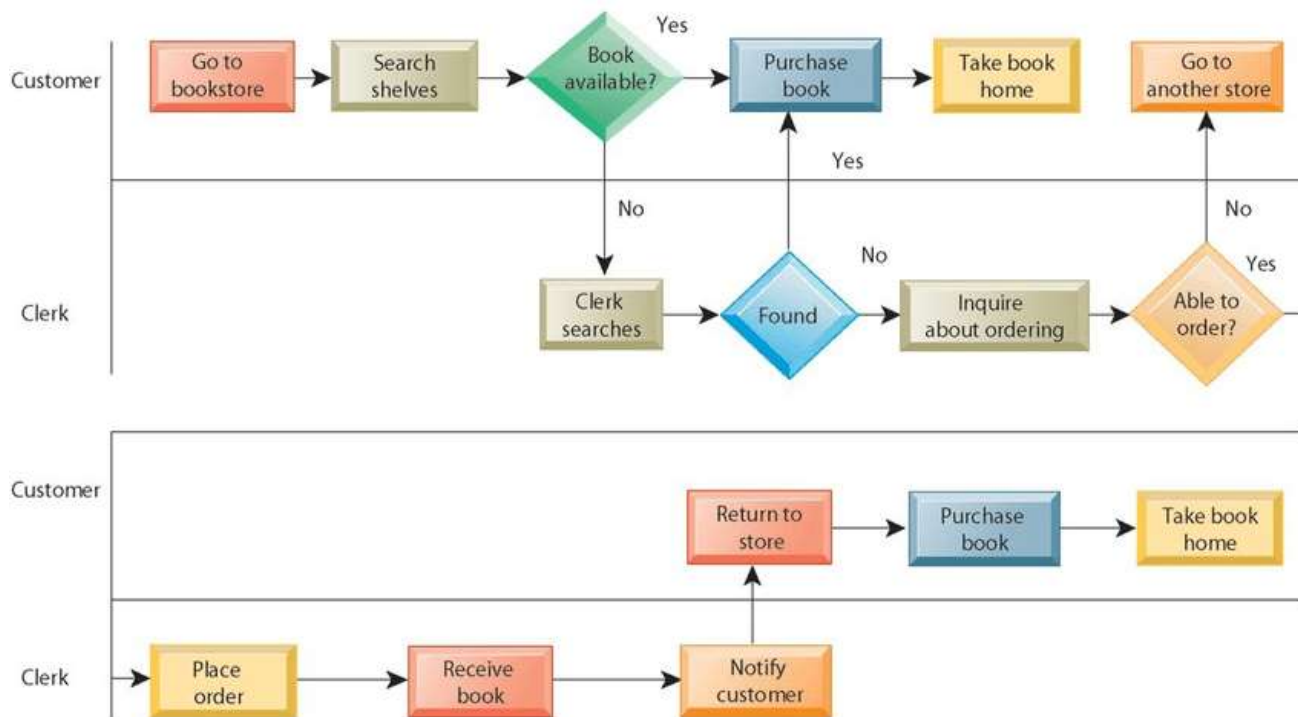 Customer
Go to
bookstore
Search
shelves
Book
available?
Yes
Purchase
book
Take book
home
Go to
another store
Yes
No
No
No
Yes
Clerk
Clerk
searches
Found
Inquire
about ordering
Able to
order?
Customer
Return to
store
Purchase
book
Take book
home
Clerk
Place
order
Receive
book
Notify
customer